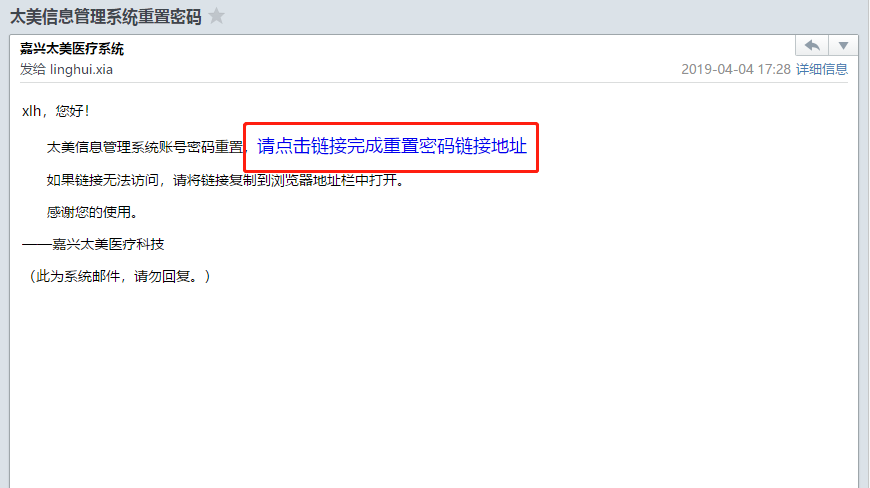 太美信息管理系统重置密码
嘉兴太美医疗系统
发给 linghui.xia
2019-04-04 17:28 详细信息
xlh，您好！
太美信息管理系统账号密码重置，请点击链接完成重置密码链接地址
如果链接无法访问，请将链接复制到浏览器地址栏中打开。
感谢您的使用。
——嘉兴太美医疗科技
（此为系统邮件，请勿回复。）